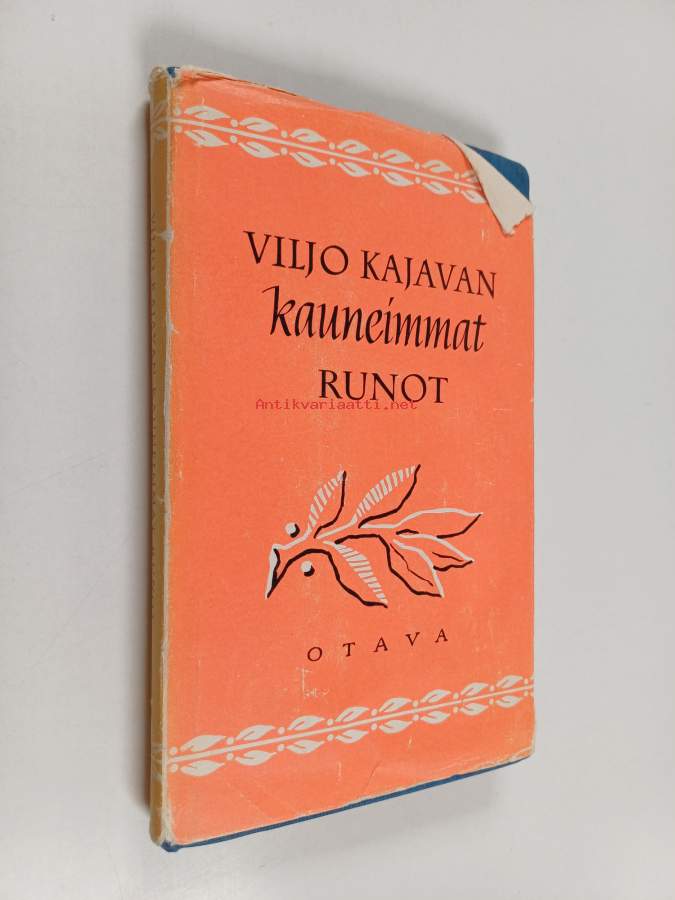 VILJO KAJAVAN
kauneimmat
RUNOT
Antikvariaatti.net
OTAVA